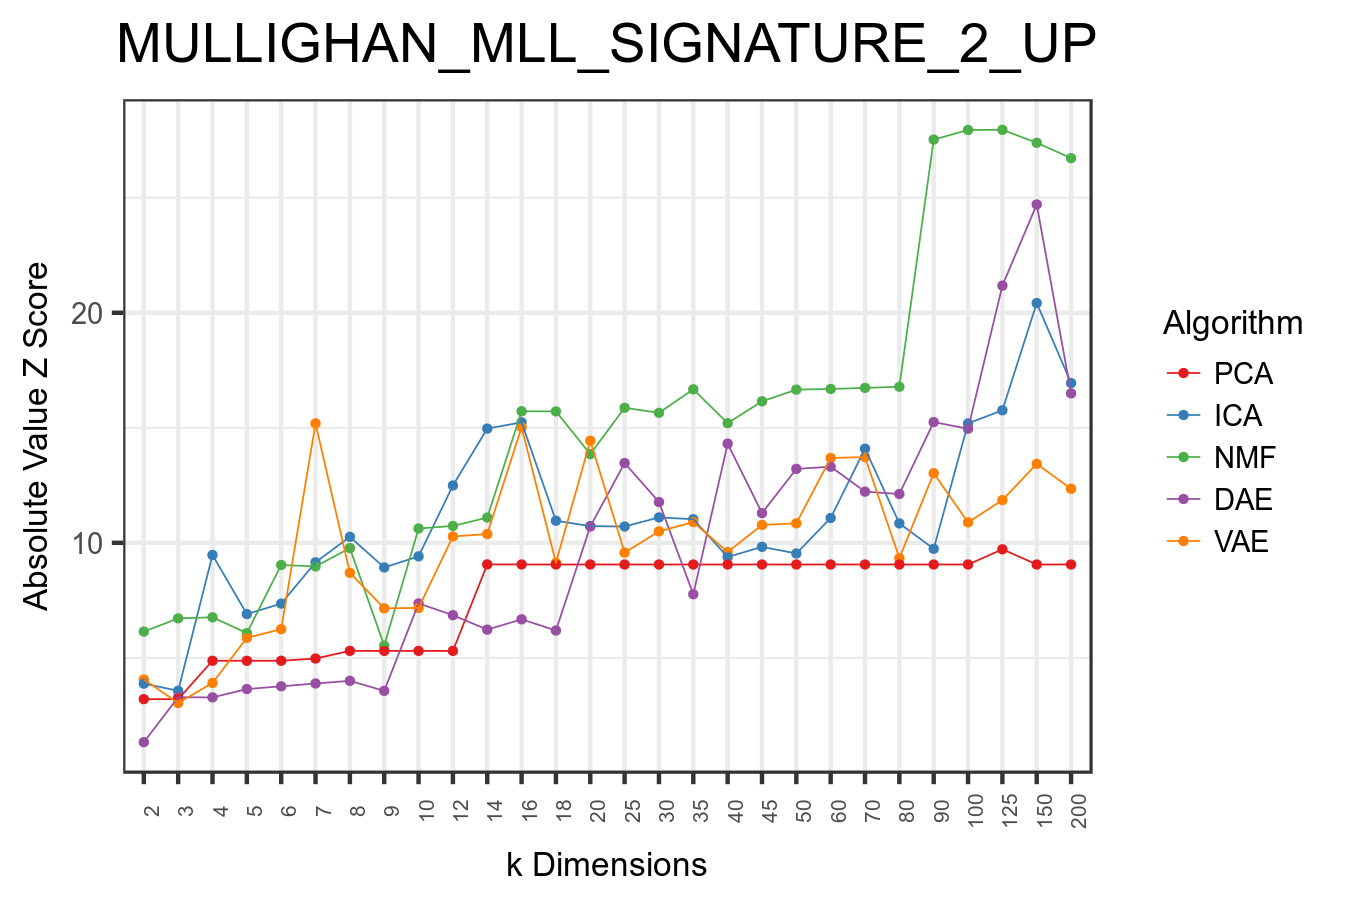 MULLIGHAN_MLL_SIGNATURE_2_UP
Absolute Value Z Score
20
10
2 3 4 5 6 7 8 9 10 12 14 16 18 20 25 30 35 40 45 50 60 70 80 90 100 125 150 200
k Dimensions
Algorithm
PCA
ICA
NMF
DAE
VAE